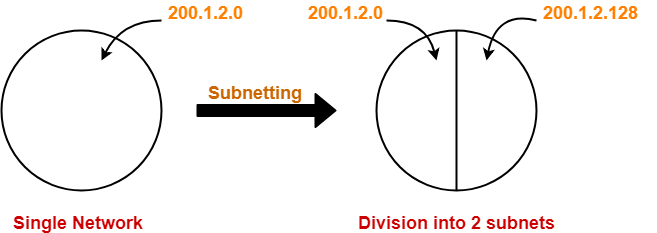 200.1.2.0
200.1.2.0
200.1.2.128
Subnetting
Single Network
Division into 2 subnets